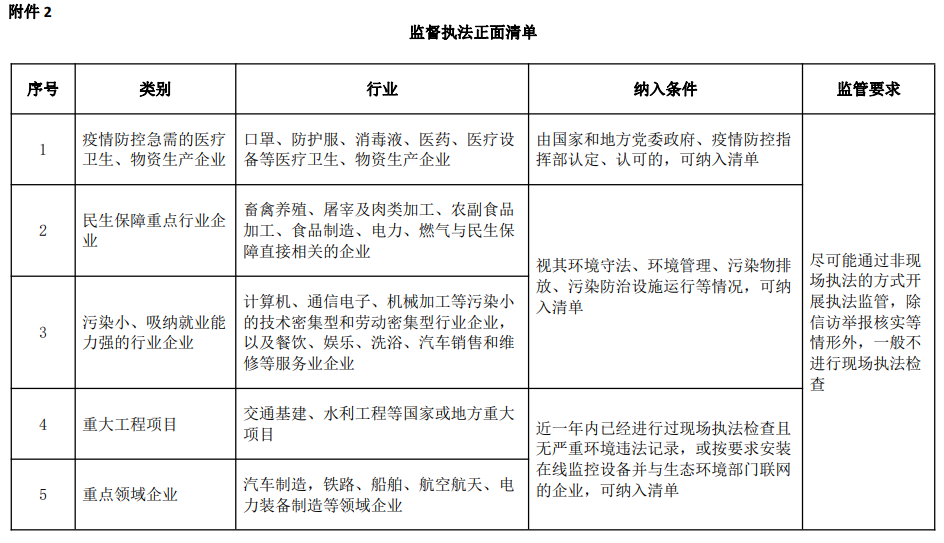 附件 2
监督执法正面清单
序号
类别
行业
纳入条件
监管要求
1
疫情防控急需的医疗
卫生、物资生产企业
口罩、防护服、消毒液、医药、医疗设
备等医疗卫生、物资生产企业
由国家和地方党委政府、疫情防控指
挥部认定、认可的，可纳入清单
2
民生保障重点行业企
业
畜禽养殖、屠宰及肉类加工、农副食品
加工、食品制造、电力、燃气与民生保
障直接相关的企业
视其环境守法、环境管理、污染物排
放、污染防治设施运行等情况，可纳
入清单
3
污染小、吸纳就业能
力强的行业企业
计算机、通信电子、机械加工等污染小
的技术密集型和劳动密集型行业企业，
以及餐饮、娱乐、洗浴、汽车销售和维
修等服务业企业
4
重大工程项目
交通基建、水利工程等国家或地方重大
项目
近一年内已经进行过现场执法检查且
无严重环境违法记录，或按要求安装
在线监控设备并与生态环境部门联网
的企业，可纳入清单
5
重点领域企业
汽车制造，铁路、船舶、航空航天、电
力装备制造等领域企业
尽可能通过非现
场执法的方式开
展执法监管，除
信访举报核实等
情形外，一般不
进行现场执法检
查